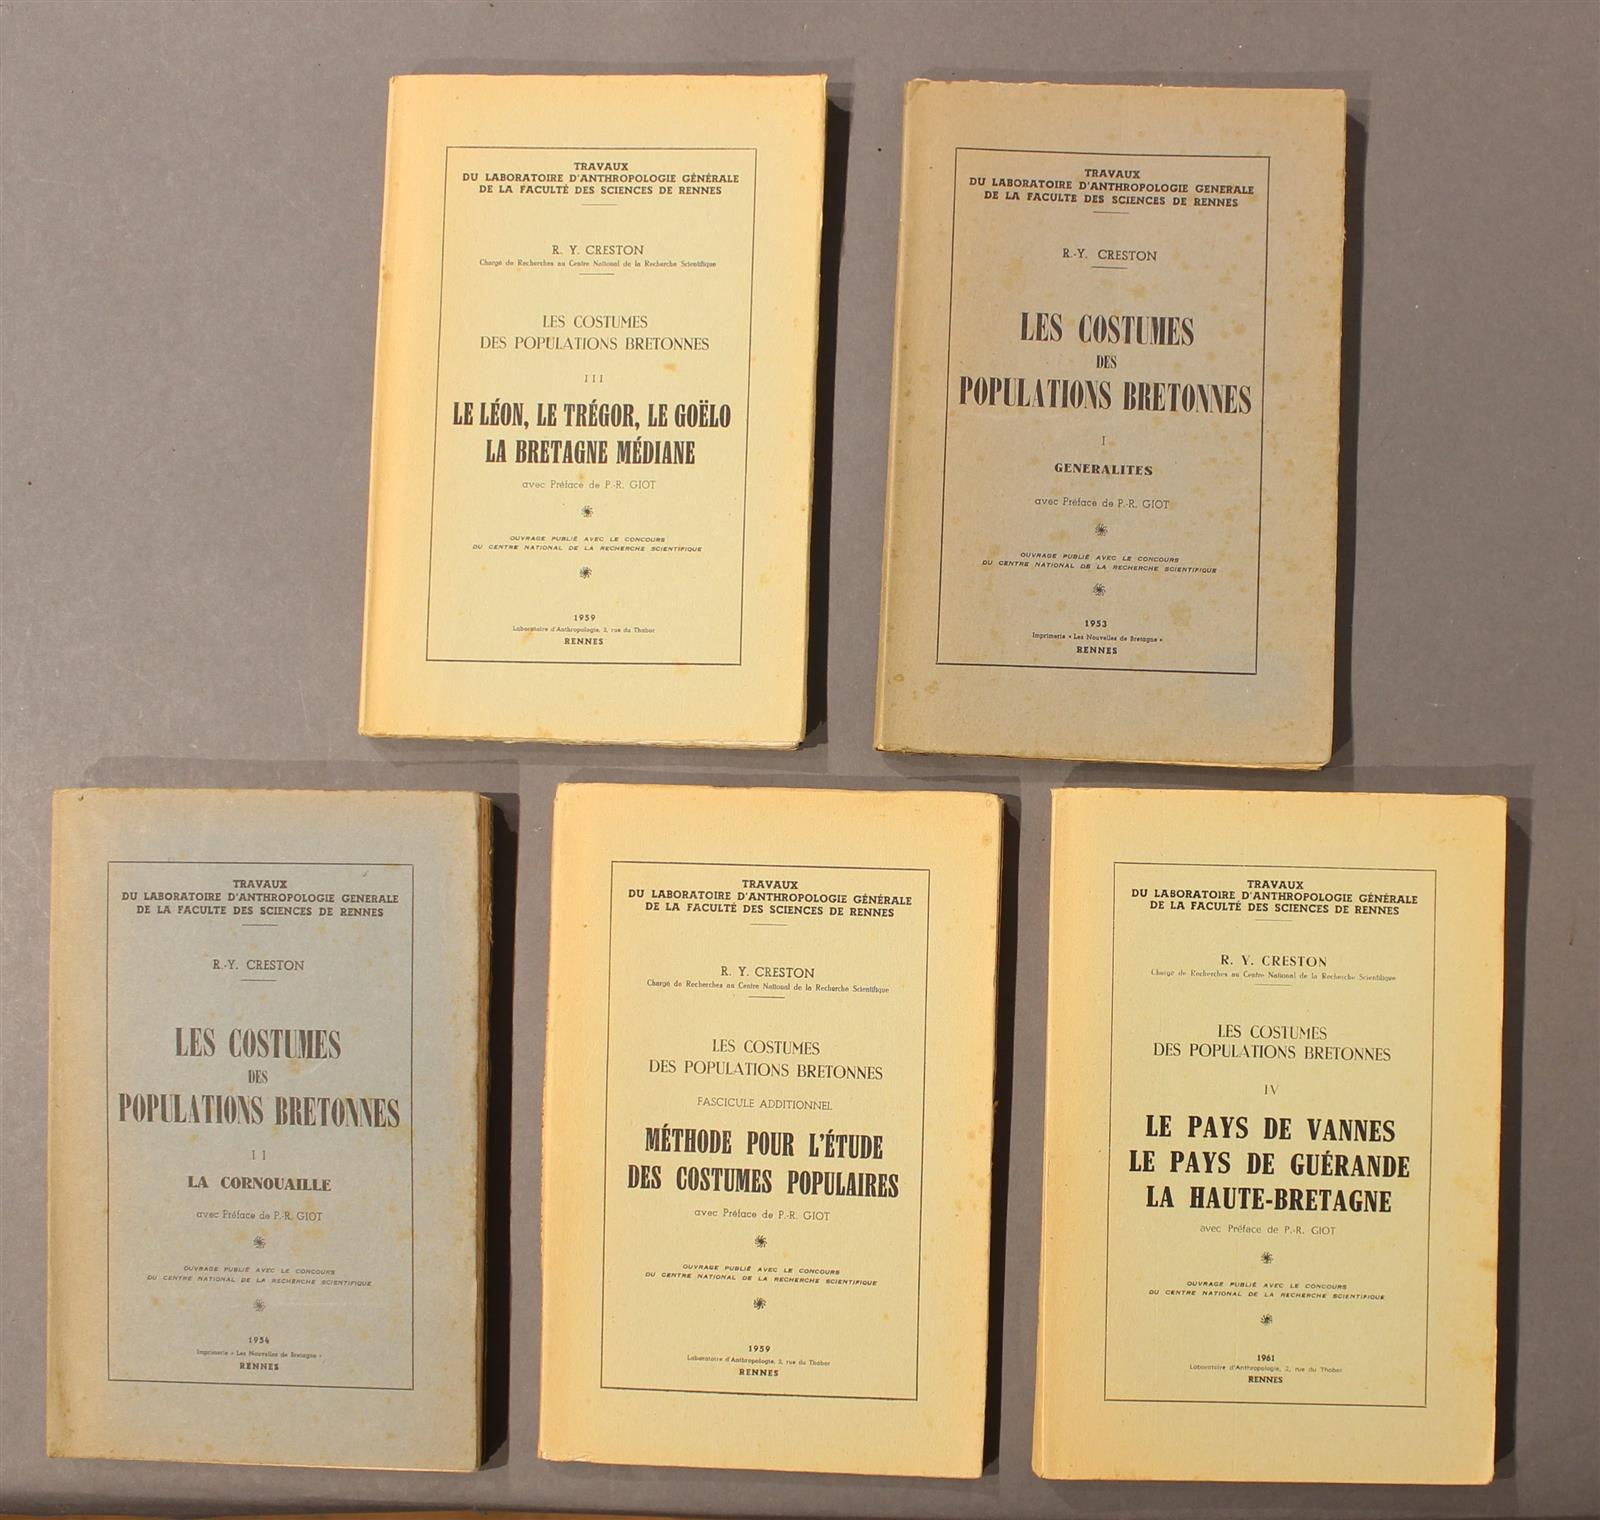 TRAVAUX
DU LABORATOIRE D'ANTHROPOLOGIE GÉNÉRALE
DE LA FACULTÉ DES SCIENCES DE RENNES
R. Y. CRESTON
Chargé de Recherches au Centre National de la Recherche Scientifique
LES COSTUMES
DES POPULATIONS BRETONNES
III
LE LÉON, LE TRÉGOR, LE GOËLO
LA BRETAGNE MÉDIANE
avec Préface de P.-R. GIOT
OUVRAGE PUBLIÉ AVEC LE CONCOURS
DU CENTRE NATIONAL DE LA RECHERCHE SCIENTIFIQUE
1959
Laboratoire d'Anthropologie, 2, rue du Thabor
RENNES
TRAVAUX
DU LABORATOIRE D'ANTHROPOLOGIE GENERALE
DE LA FACULTE DES SCIENCES DE RENNES
R.-Y. CRESTON
LES COSTUMES
DES
POPULATIONS BRETONNES
I
GENERALITES
avec Préface de P.-R. GIOT
OUVRAGE PUBLIÉ AVEC LE CONCOURS
DU CENTRE NATIONAL DE LA RECHERCHE SCIENTIFIQUE
1953
Imprimerie « Les Nouvelles de Bretagne »
RENNES
TRAVAUX
DU LABORATOIRE D'ANTHROPOLOGIE GENERALE
DE LA FACULTE DES SCIENCES DE RENNES
R.-Y. CRESTON
LES COSTUMES
DES
POPULATIONS BRETONNES
II
LA CORNOUAILLE
avec Préface de P.-R. GIOT
OUVRAGE PUBLIÉ AVEC LE CONCOURS
DU CENTRE NATIONAL DE LA RECHERCHE SCIENTIFIQUE
1954
Imprimerie « Les Nouvelles de Bretagne »
RENNES
TRAVAUX
DU LABORATOIRE D'ANTHROPOLOGIE GÉNÉRALE
DE LA FACULTÉ DES SCIENCES DE RENNES
R. Y. CRESTON
Chargé de Recherches au Centre National de la Recherche Scientifique
LES COSTUMES
DES POPULATIONS BRETONNES
FASCICULE ADDITIONNEL
MÉTHODE POUR L'ÉTUDE
DES COSTUMES POPULAIRES
avec Préface de P.-R. GIOT
OUVRAGE PUBLIÉ AVEC LE CONCOURS
DU CENTRE NATIONAL DE LA RECHERCHE SCIENTIFIQUE
1959
Laboratoire d'Anthropologie, 2, rue du Thabor
RENNES
TRAVAUX
DU LABORATOIRE D'ANTHROPOLOGIE GÉNÉRALE
DE LA FACULTÉ DES SCIENCES DE RENNES
R. Y. CRESTON
Chargé de Recherches au Centre National de la Recherche Scientifique
LES COSTUMES
DES POPULATIONS BRETONNES
IV
LE PAYS DE VANNES
LE PAYS DE GUÉRANDE
LA HAUTE-BRETAGNE
avec Préface de P.-R. GIOT
OUVRAGE PUBLIÉ AVEC LE CONCOURS
DU CENTRE NATIONAL DE LA RECHERCHE SCIENTIFIQUE
1961
Laboratoire d'Anthropologie, 2, rue du Thabor
RENNES